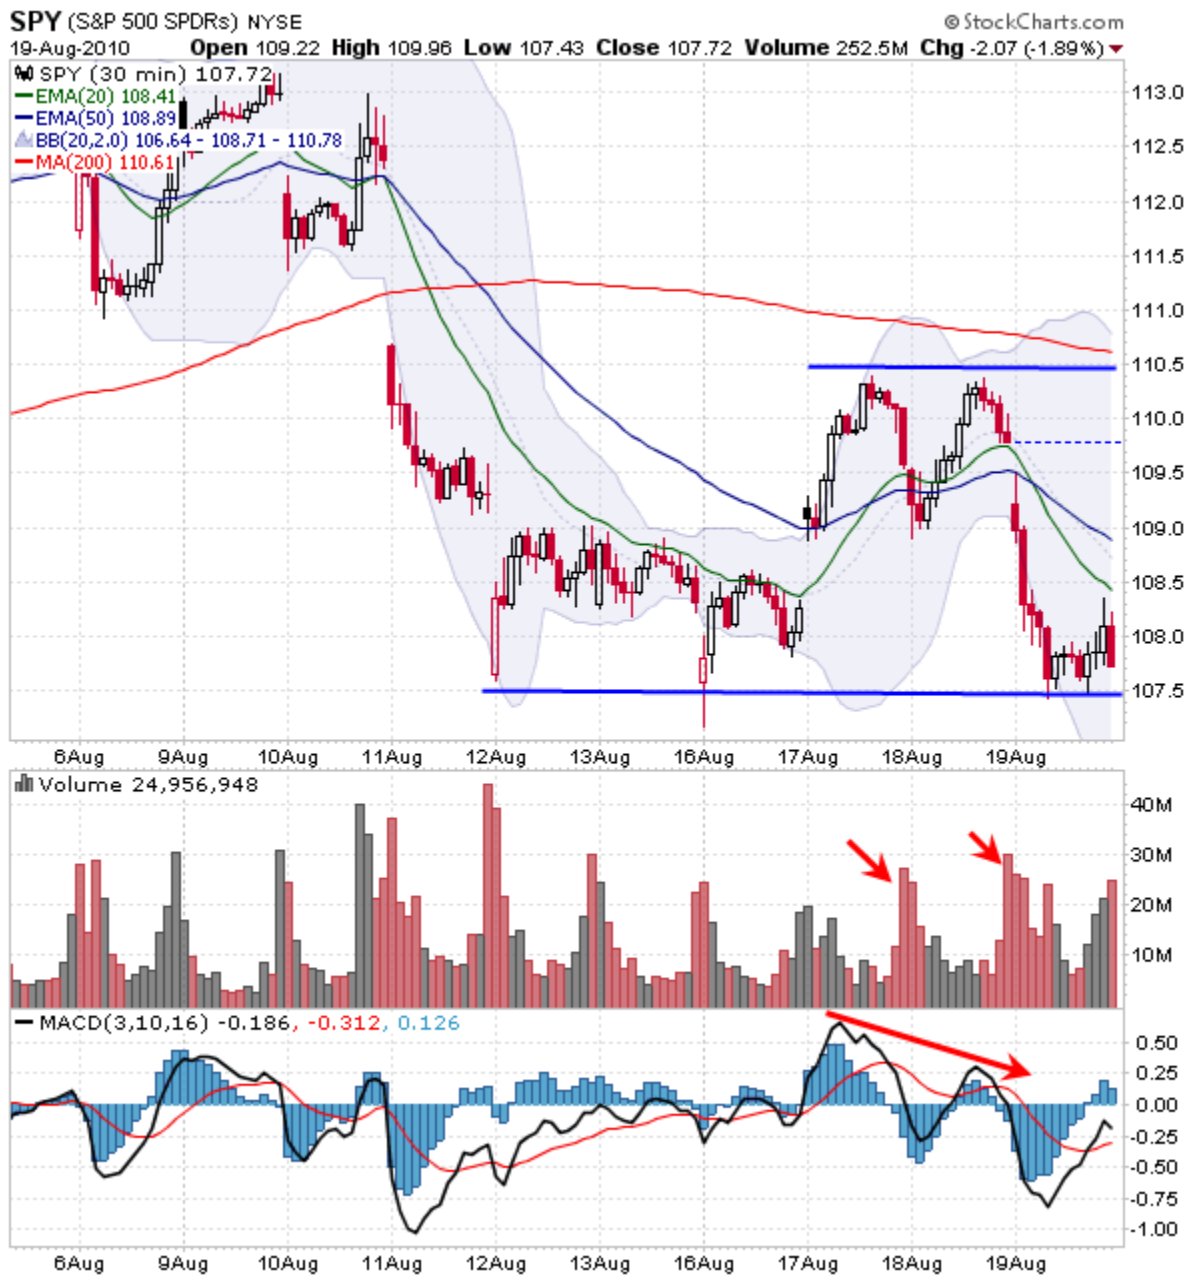 SPY (S&P 500 SPDRs) NYSE © StockCharts.com
19-Aug-2010 Open 109.22 High 109.96 Low 107.43 Close 107.72 Volume 252.5M Chg -2.07 (-1.89%)
SPY (30 min) 107.72
EMA(20) 108.41
EMA(50) 108.89
BB(20,2.0) 106.64 - 108.71 - 110.78
MA(200) 110.61
113.0
112.5
112.0
111.5
111.0
110.5
110.0
109.5
109.0
108.5
108.0
107.5
6Aug 9Aug 10Aug 11Aug 12Aug 13Aug 16Aug 17Aug 18Aug 19Aug
Volume 24,956,948
40M
30M
20M
10M
MACD(3,10,16) -0.186, -0.312, 0.126
0.50
0.25
0.00
-0.25
-0.50
-0.75
-1.00
6Aug 9Aug 10Aug 11Aug 12Aug 13Aug 16Aug 17Aug 18Aug 19Aug